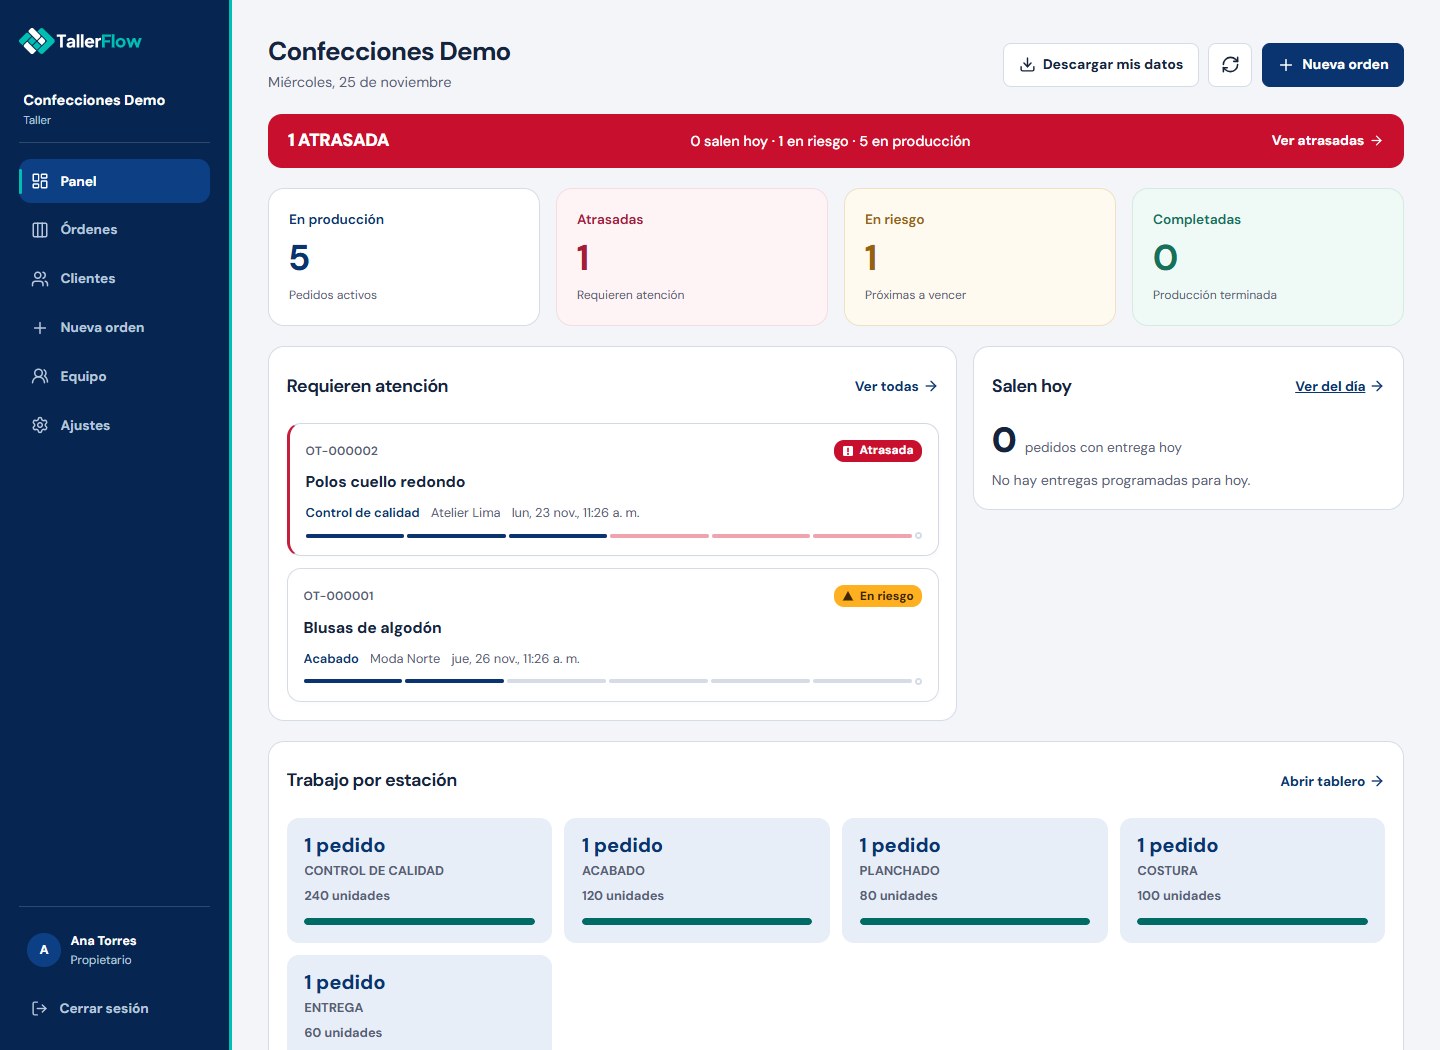 TallerFlow
Confecciones Demo
Taller
Panel
Órdenes
Clientes
Nueva orden
Equipo
Ajustes
A
Ana Torres
Propietario
Cerrar sesión
Confecciones Demo
Miércoles, 25 de noviembre
Descargar mis datos
Nueva orden
1 ATRASADA
0 salen hoy · 1 en riesgo · 5 en producción
Ver atrasadas →
En producción
5
Pedidos activos
Atrasadas
1
Requieren atención
En riesgo
1
Próximas a vencer
Completadas
0
Producción terminada
Requieren atención
Ver todas →
OT-000002
Atrasada
Polos cuello redondo
Control de calidad Atelier Lima lun, 23 nov., 11:26 a. m.
OT-000001
En riesgo
Blusas de algodón
Acabado Moda Norte jue, 26 nov., 11:26 a. m.
Salen hoy
Ver del día →
0 pedidos con entrega hoy
No hay entregas programadas para hoy.
Trabajo por estación
Abrir tablero →
1 pedido
CONTROL DE CALIDAD
240 unidades
1 pedido
ACABADO
120 unidades
1 pedido
PLANCHADO
80 unidades
1 pedido
COSTURA
100 unidades
1 pedido
ENTREGA
60 unidades